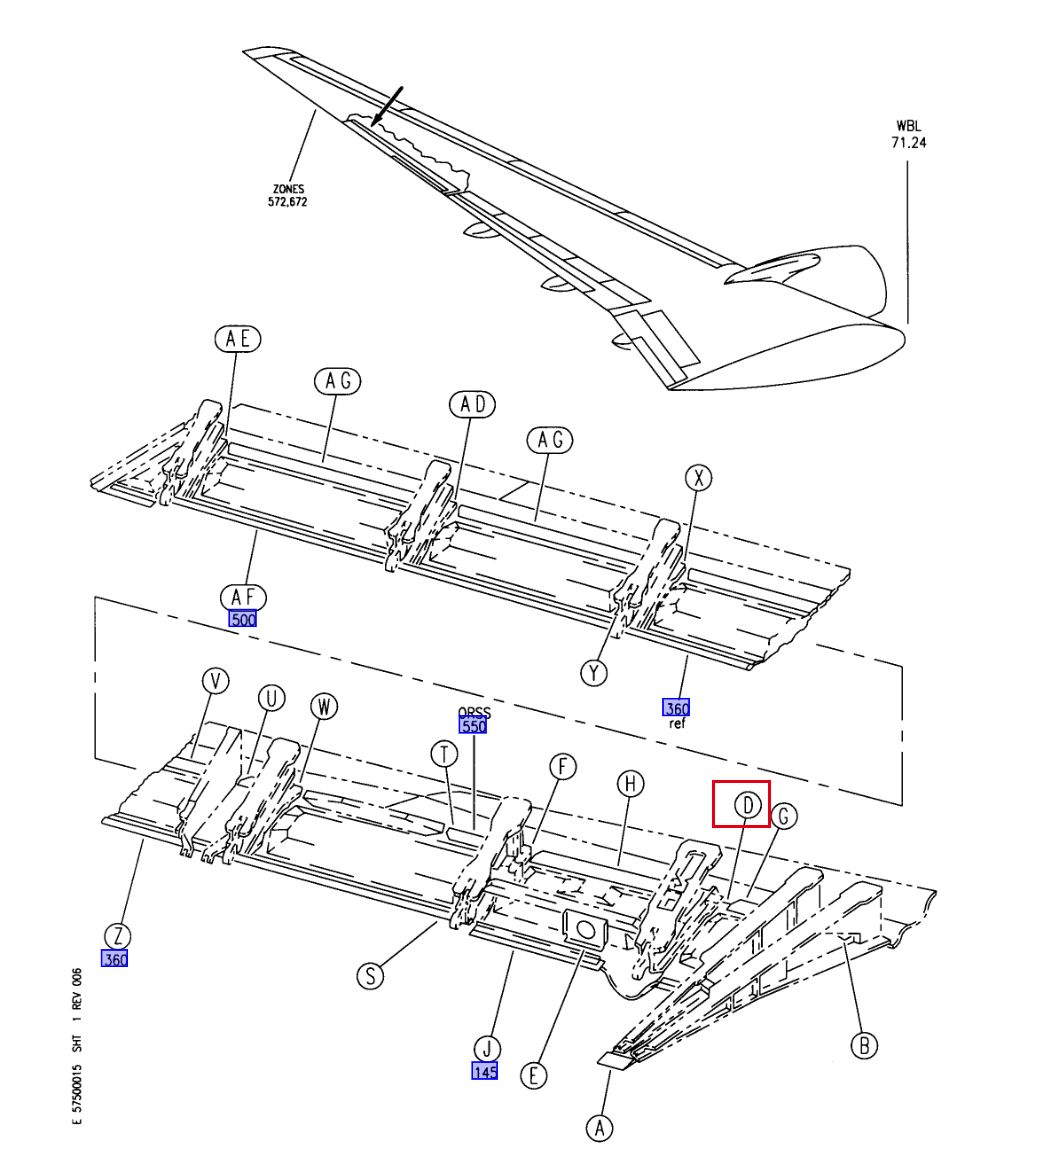 WBL
71.24
ZONES
572,672
AE
AG
AD
AG
X
AF
500
Y
360
ref
V
U
W
ORSS
550
T
F
H
D
G
Z
360
S
J
145
E
B
A
E 57500015 SHT 1 REV 006